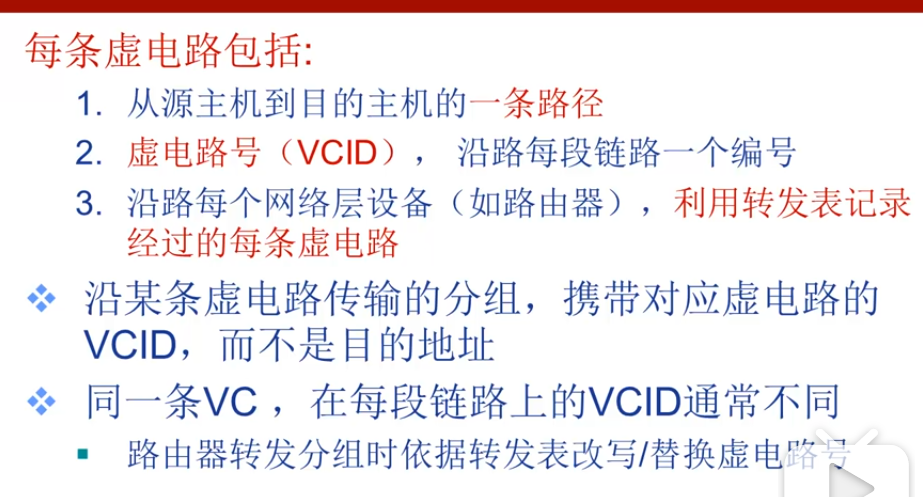 每条虚电路包括:
1. 从源主机到目的主机的一条路径
2. 虚电路号（VCID），沿路每段链路一个编号
3. 沿路每个网络层设备（如路由器），利用转发表记录
经过的每条虚电路
沿某条虚电路传输的分组，携带对应虚电路的
VCID，而不是目的地址
同一条VC，在每段链路上的VCID通常不同
路由器转发分组时依据转发表改写/替换虚电路号